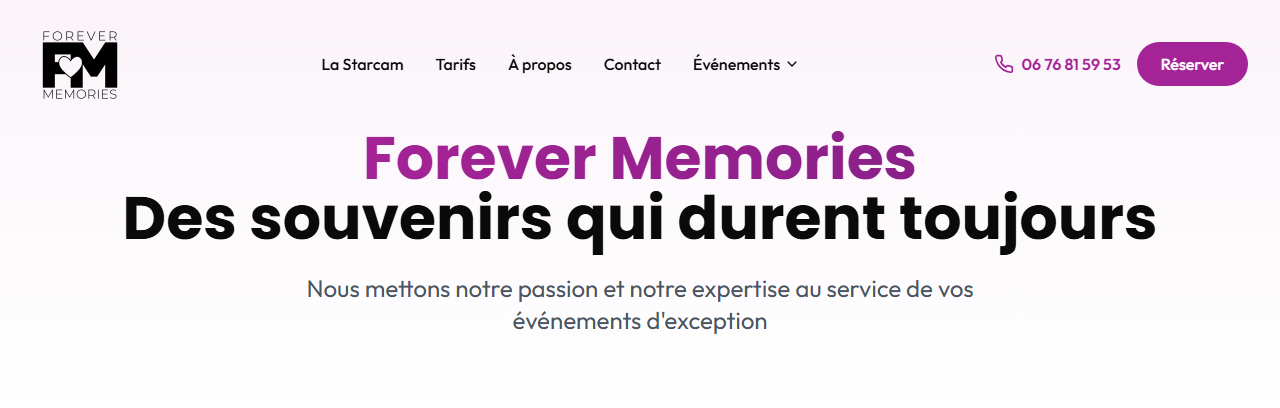 FOREVER
FM
MEMORIES
La Starcam
Tarifs
À propos
Contact
Événements
06 76 81 59 53
Réserver
Forever Memories
Des souvenirs qui durent toujours
Nous mettons notre passion et notre expertise au service de vos
événements d'exception